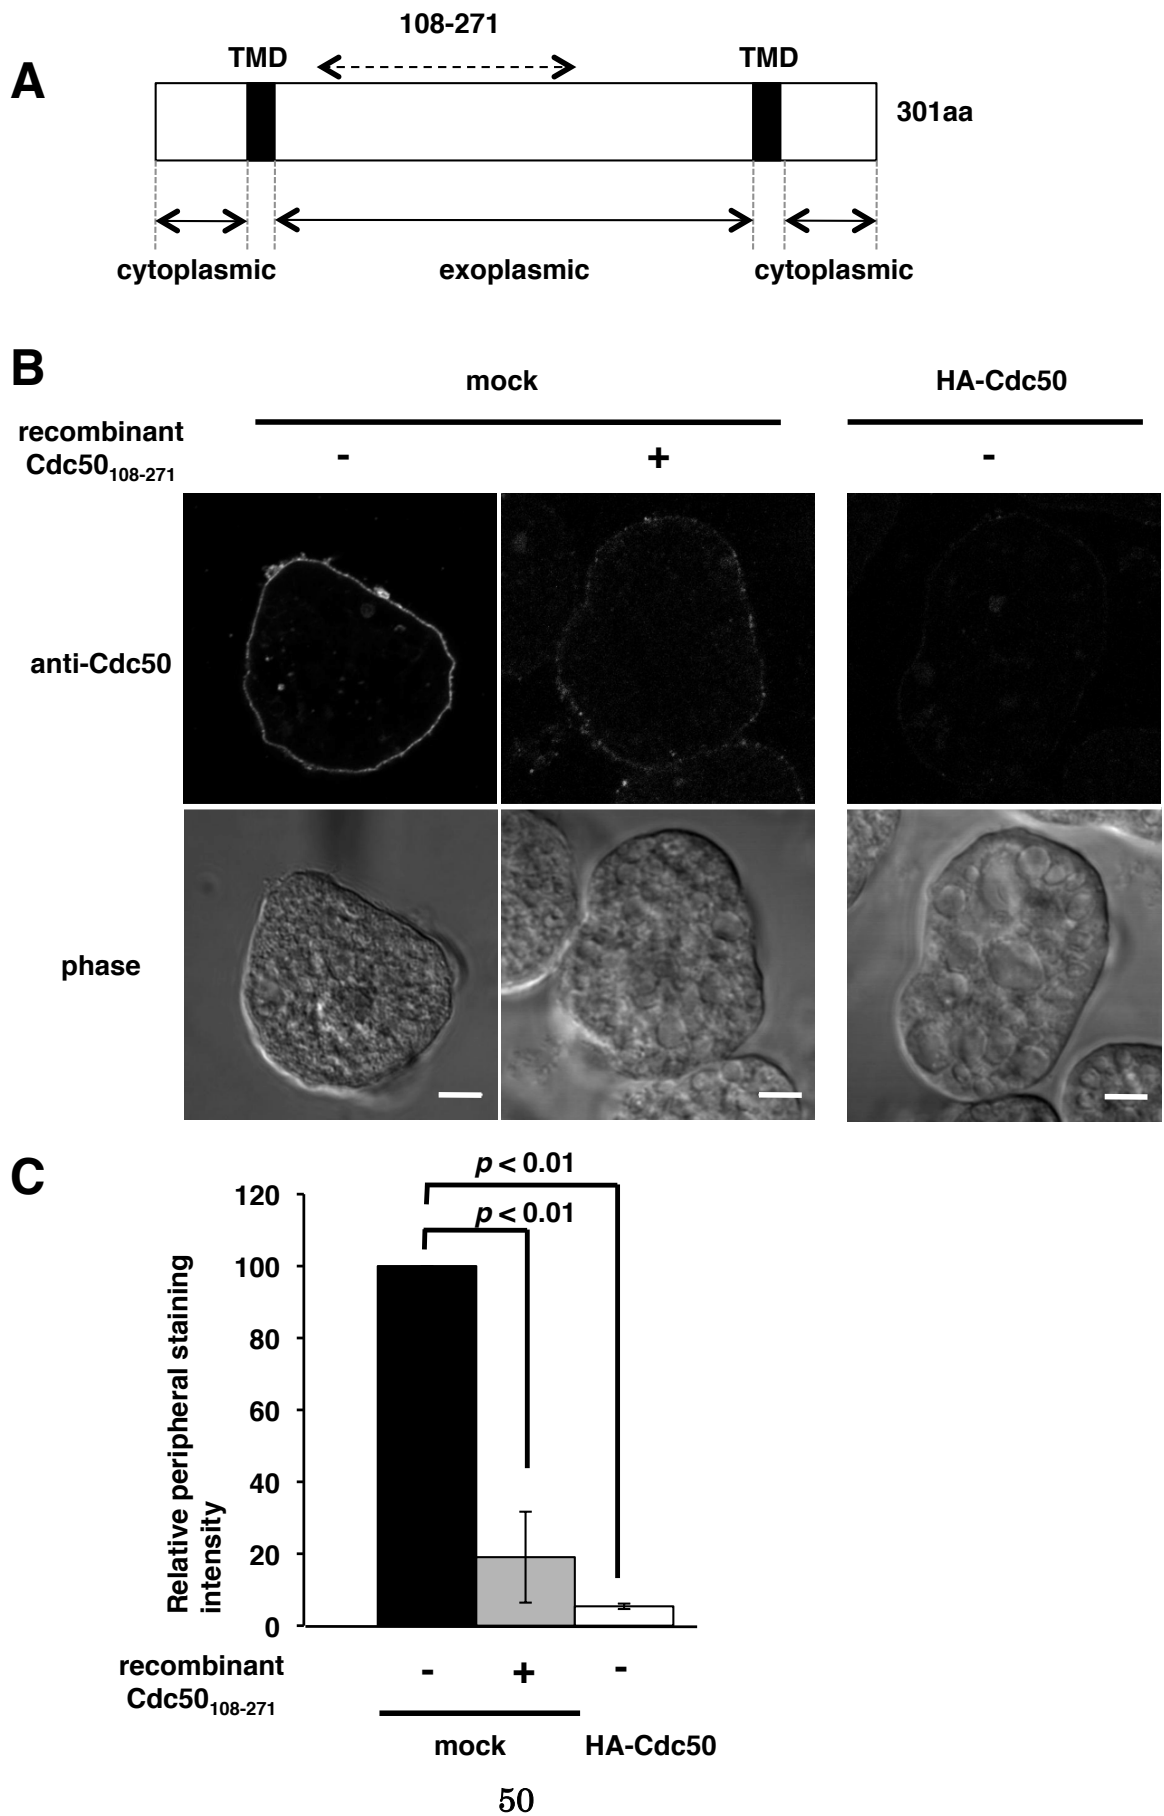 A
108-271
TMD TMD
301aa
cytoplasmic exoplasmic cytoplasmic
B
mock HA-Cdc50
recombinant
Cdc50108-271 - + -
anti-Cdc50
phase
C
p < 0.01
p < 0.01
120
100
80
60
40
20
0
Relative peripheral staining
intensity
recombinant
Cdc50108-271 - + -
mock HA-Cdc50
50